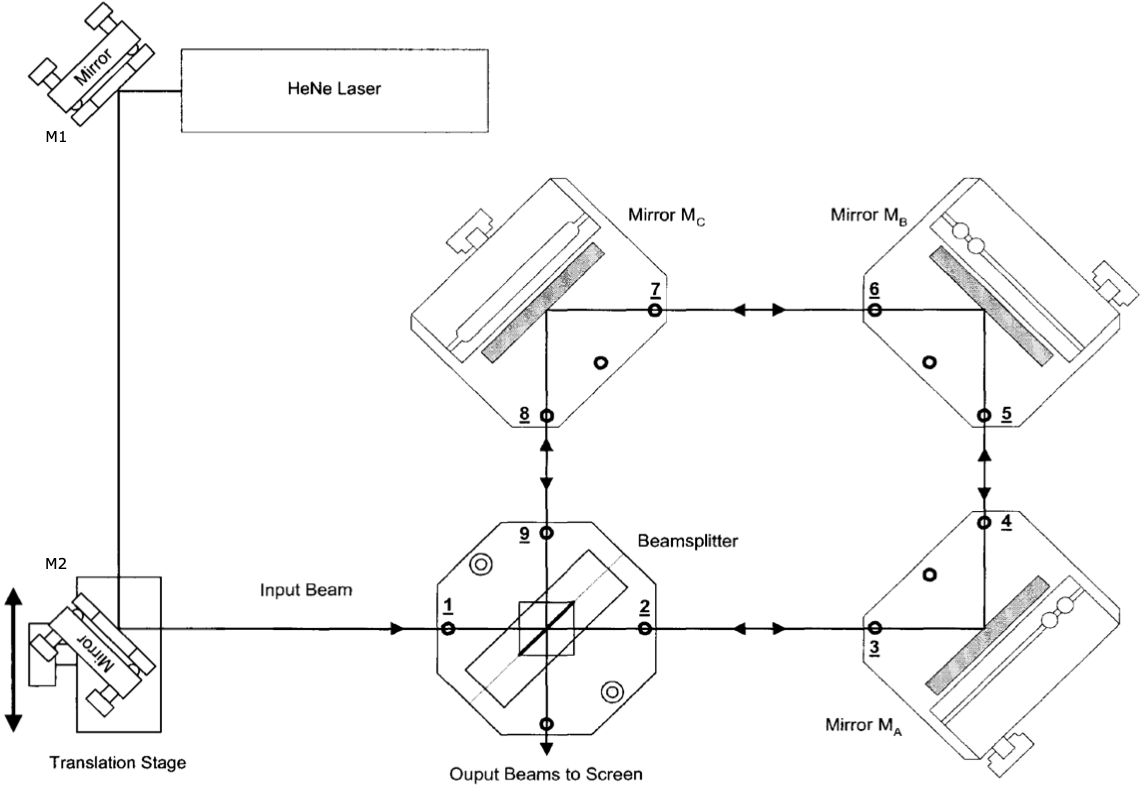 Mirror
HeNe Laser
M1
Mirror M_C
Mirror M_B
7
6
8
5
9
4
M2
Beamsplitter
Input Beam
1
2
3
Mirror
Mirror M_A
Translation Stage
Ouput Beams to Screen